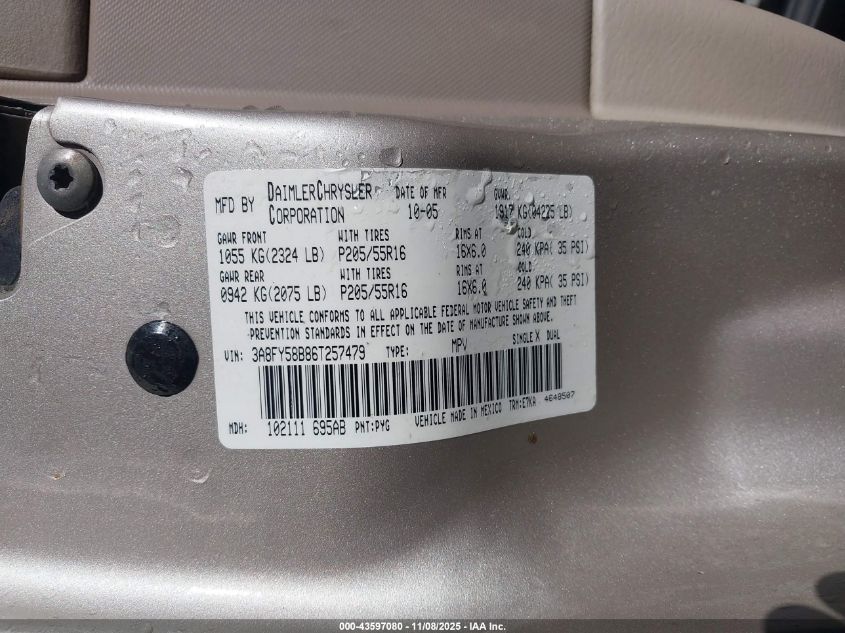 MFD BY DAIMLERCHRYSLER CORPORATION DATE OF MFR 10-05 GVWR 1917 KG(04225 LB)
GAWR FRONT WITH TIRES RIMS AT COLD
1055 KG(2324 LB) P205/55R16 16X6.0 240 KPA( 35 PSI)
GAWR REAR WITH TIRES RIMS AT COLD
0942 KG(2075 LB) P205/55R16 16X6.0 240 KPA( 35 PSI)
THIS VEHICLE CONFORMS TO ALL APPLICABLE FEDERAL MOTOR VEHICLE SAFETY AND THEFT
PREVENTION STANDARDS IN EFFECT ON THE DATE OF MANUFACTURE SHOWN ABOVE.
VIN: 3A8FY58B86T257479 TYPE: MPV SINGLE X DUAL
MDH: 102111 695AB PNT:PYG VEHICLE MADE IN MEXICO TRM:E7KA 4648507
000-43597080 - 11/08/2025 - IAA Inc.